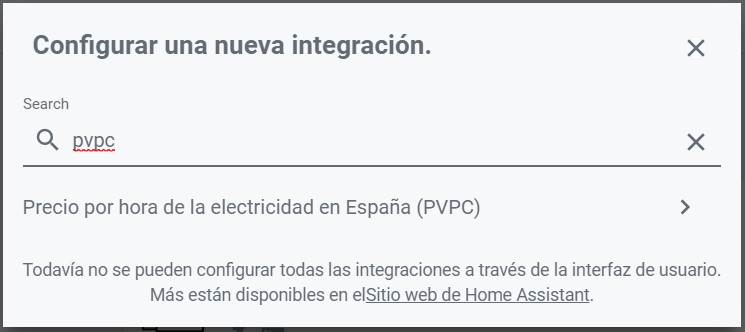 Configurar una nueva integración.
Search
pvpc
Precio por hora de la electricidad en España (PVPC)
Todavía no se pueden configurar todas las integraciones a través de la interfaz de usuario.
Más están disponibles en elSitio web de Home Assistant.